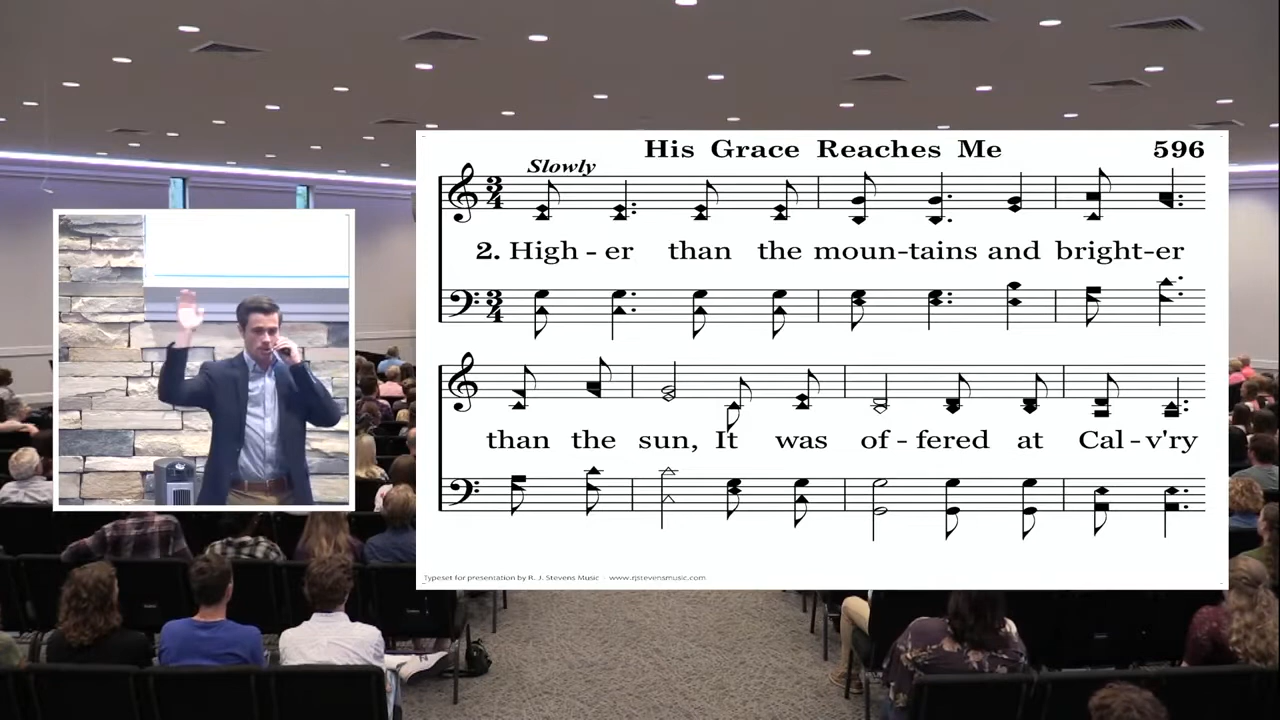 His Grace Reaches Me 596
Slowly
2. High - er than the moun-tains and bright-er
than the sun, It was of - fered at Cal - v'ry
Typeset for presentation by R. J. Stevens Music | www.rjstevensmusic.com